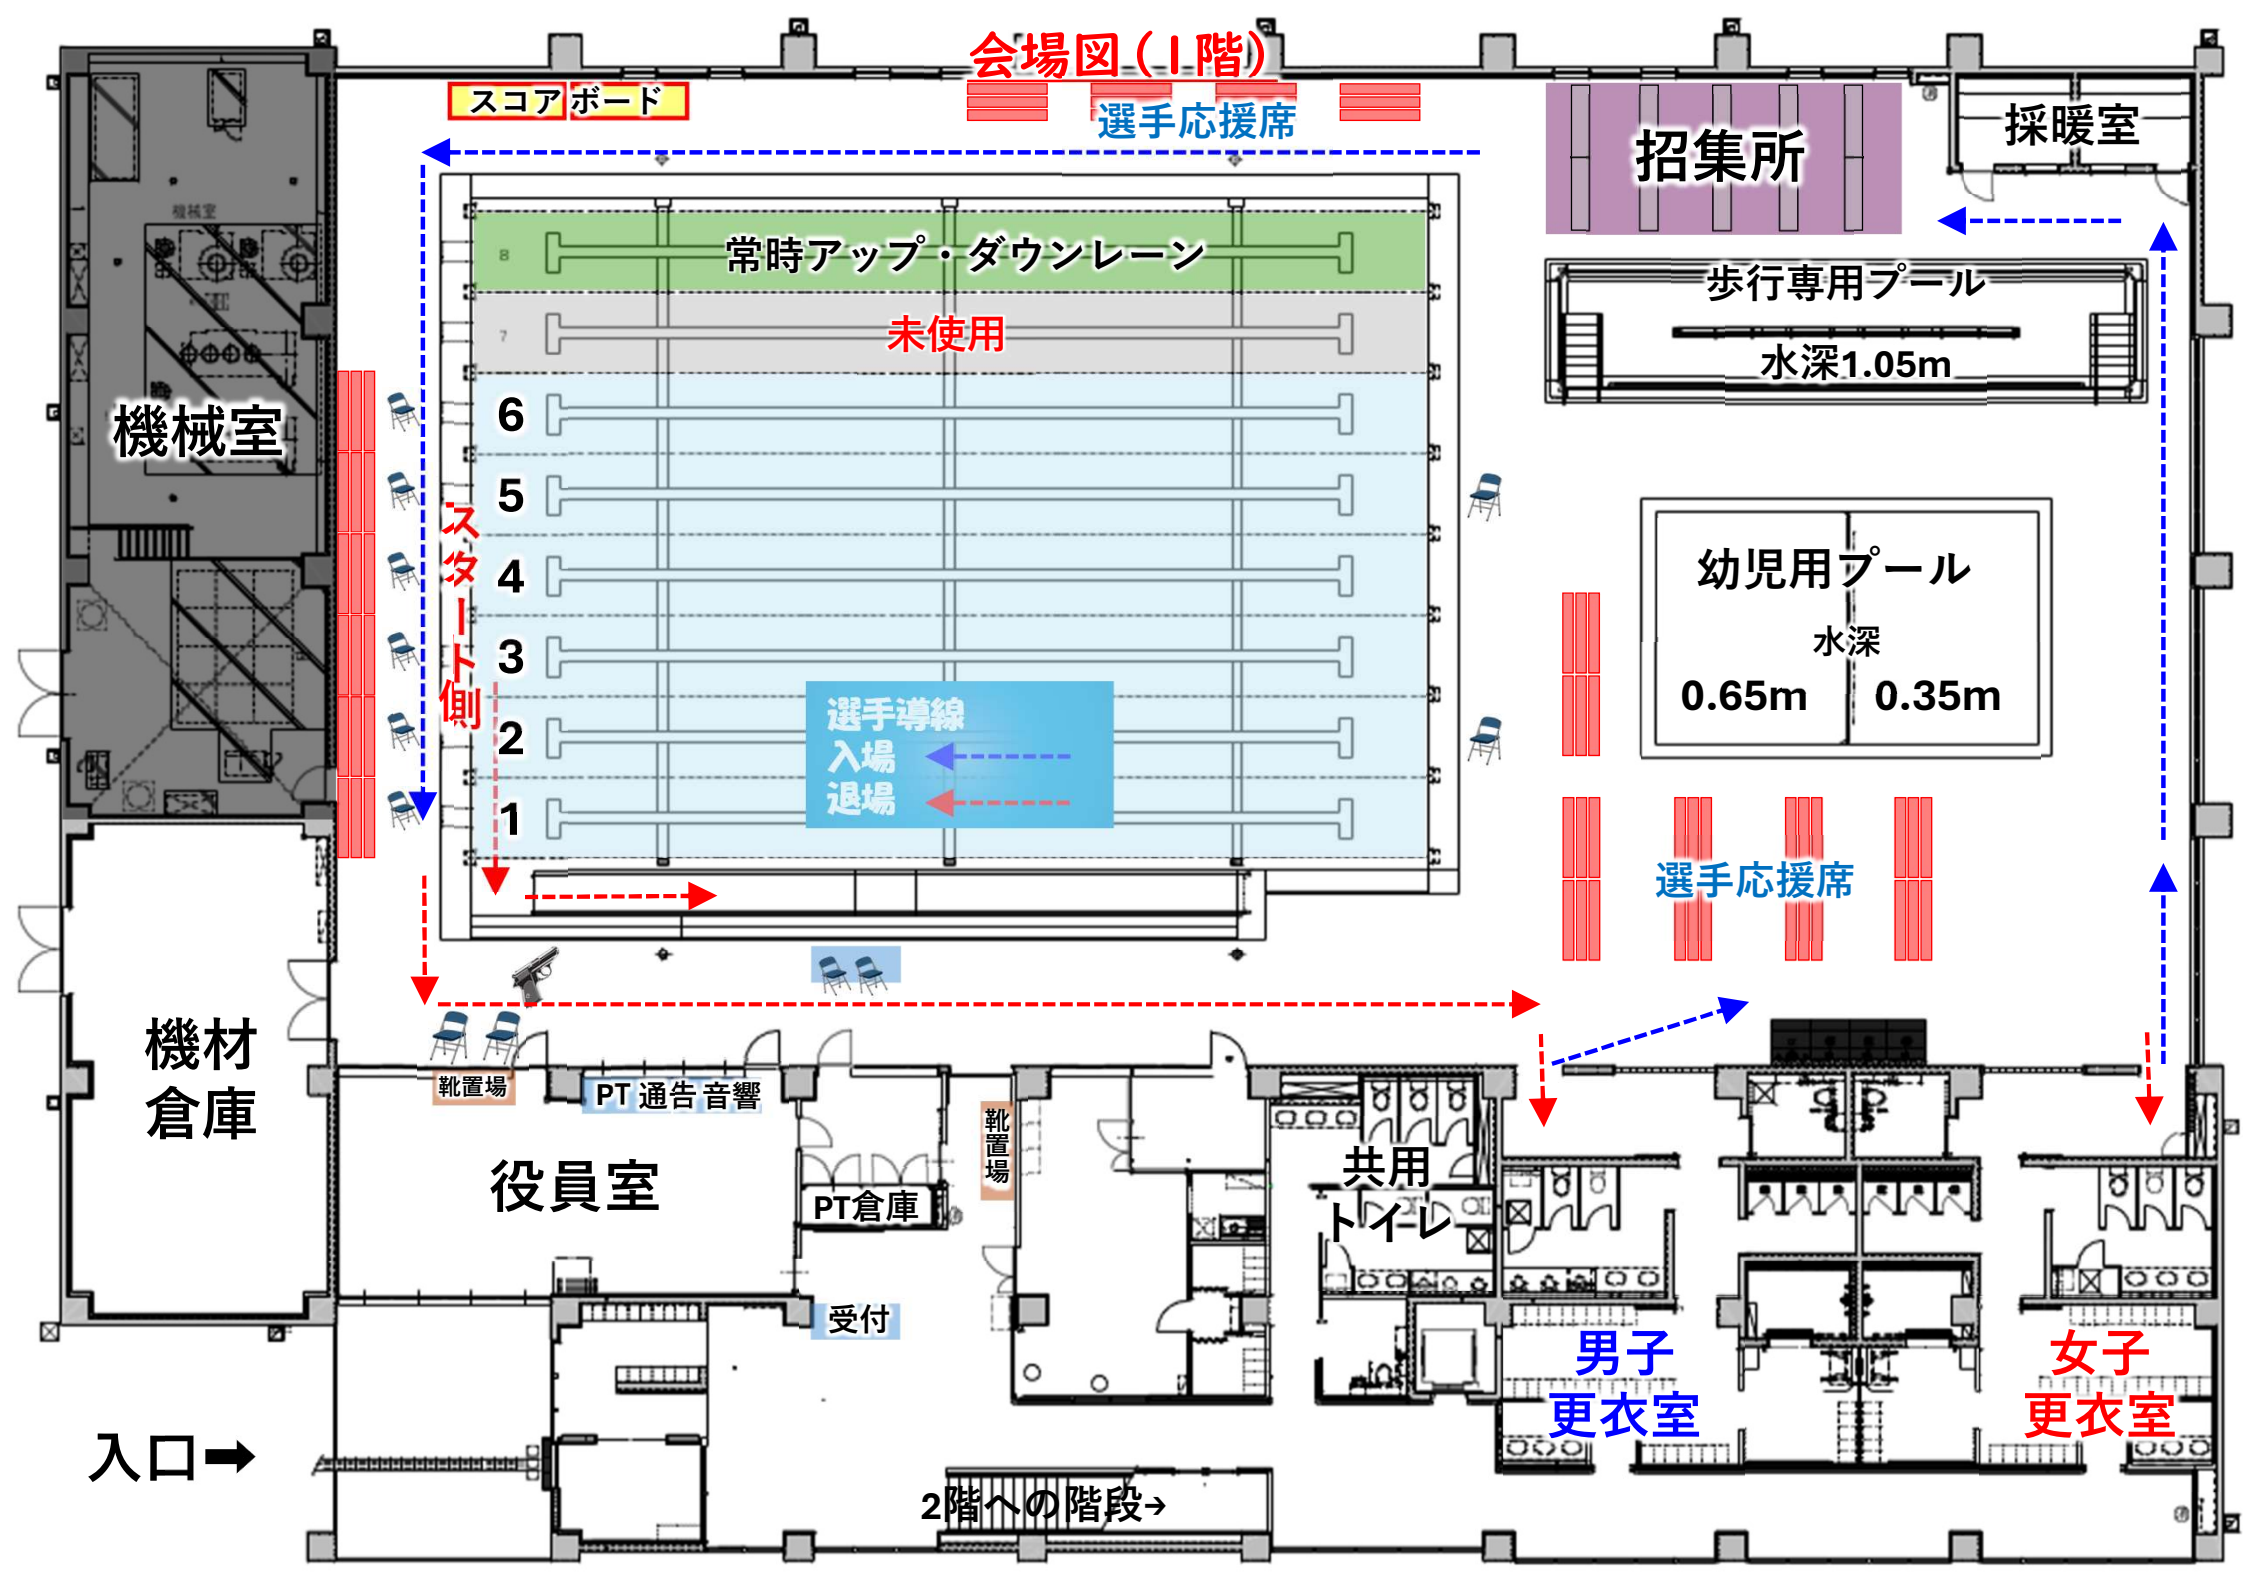 会場図(1階)
スコアボード
選手応援席
招集所
採暖室
機械室
8
常時アップ・ダウンレーン
歩行専用プール
水深1.05m
7
未使用
機械室
6
5
4
3
2
1
スタート側
幼児用プール
水深
0.65m
0.35m
選手導線
入場
退場
選手応援席
機材
倉庫
靴置場
PT 通告 音響
靴置場
役員室
PT倉庫
共用
トイレ
受付
男子
更衣室
女子
更衣室
入口➡
2階への階段→